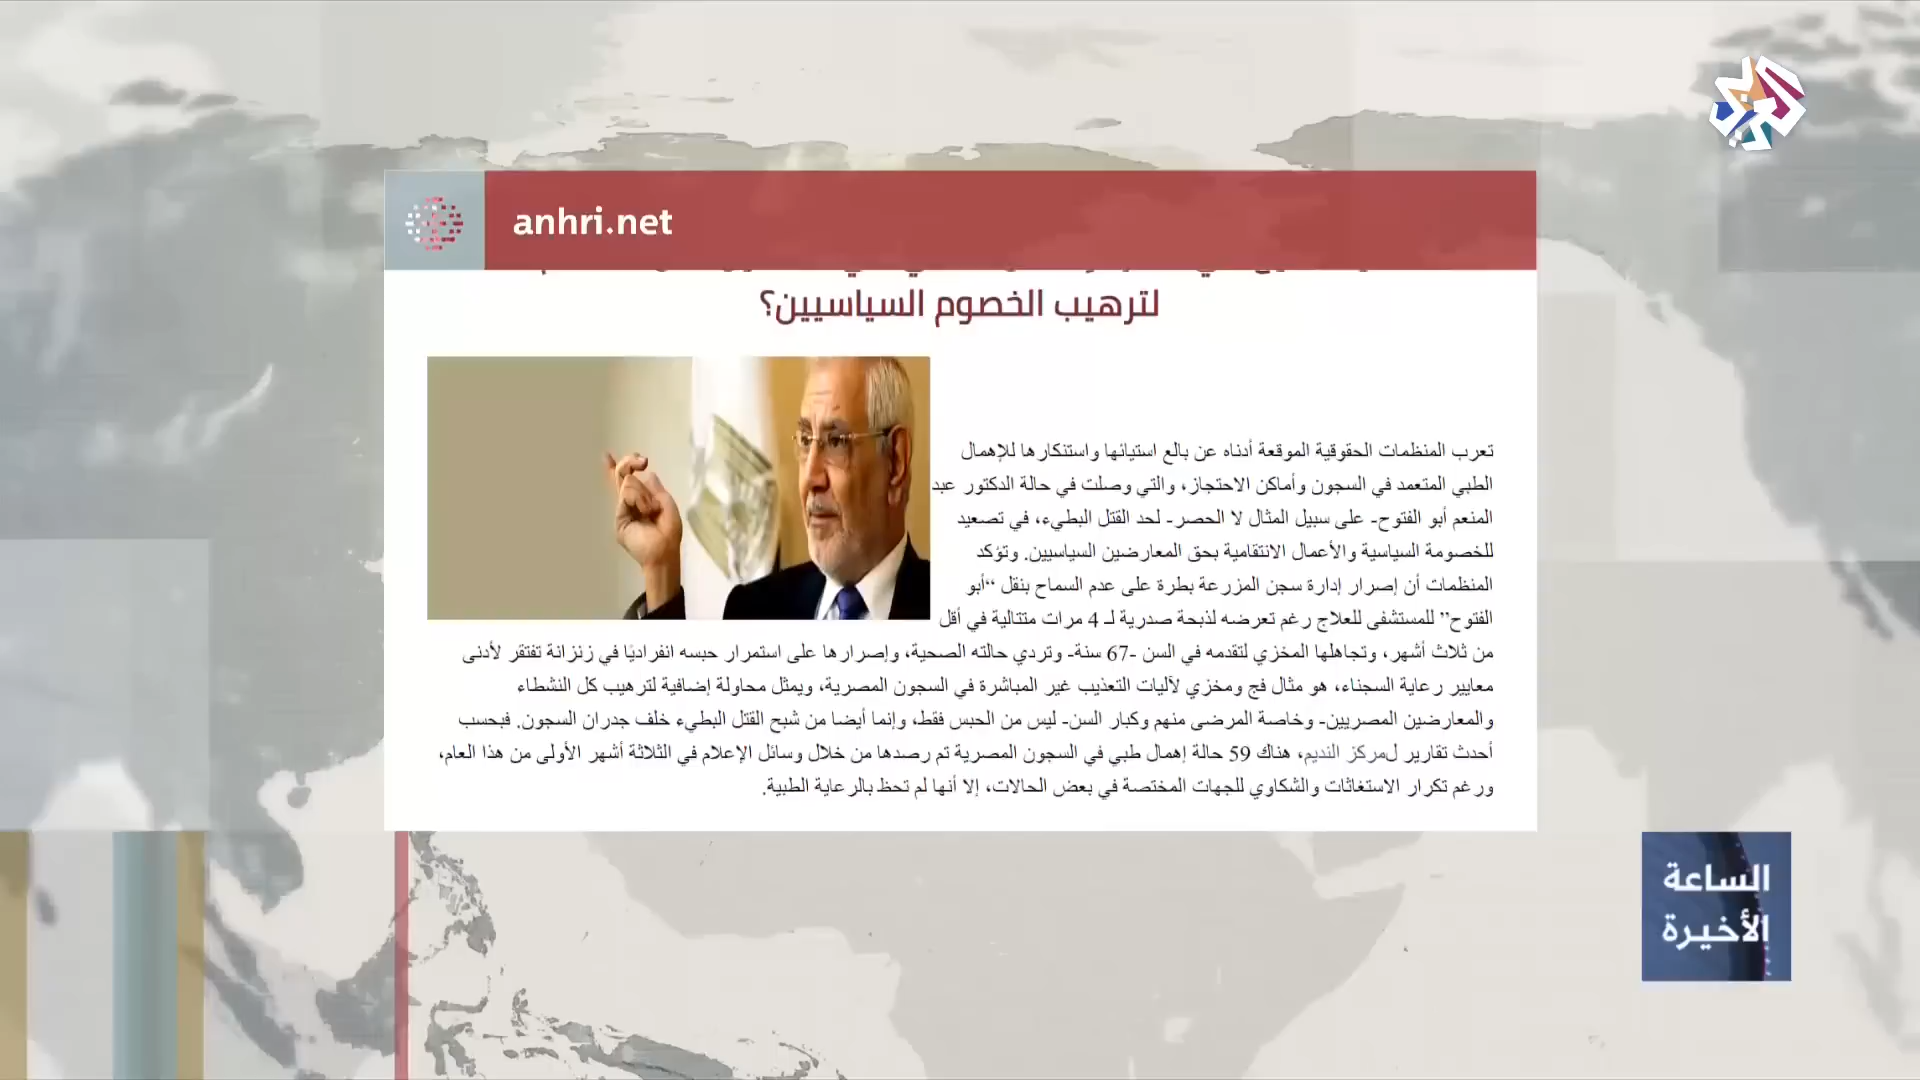 anhri.net
لترهيب الخصوم السياسيين؟
تعرب المنظمات الحقوقية الموقعة أدناه عن بالع استيائها واستنكارها للإهمال
الطبي المتعمد في السجون وأماكن الاحتجاز، والتي وصلت في حالة الدكتور عبد
المنعم أبو الفتوح- على سبيل المثال لا الحصر- لحد القتل البطيء، في تصعيد
للخصومة السياسية والأعمال الانتقامية بحق المعارضين السياسيين. وتؤكد
المنظمات أن إصرار إدارة سجن المزرعة بطرة على عدم السماح بنقل “أبو
الفتوح” للمستشفى للعلاج رغم تعرضه لذبحة صدرية لـ 4 مرات متتالية في أقل
من ثلاث أشهر، وتجاهلها المخزي لتقدمه في السن -67 سنة- وتردي حالته الصحية، وإصرارها على استمرار حبسه انفراديًا في زنزانة تفتقر لأدنى
معايير رعاية السجناء، هو مثال فج ومخزي لآليات التعذيب غير المباشرة في السجون المصرية، ويمثل محاولة إضافية لترهيب كل النشطاء
والمعارضين المصريين- وخاصة المرضى منهم وكبار السن- ليس من الحبس فقط، وإنما أيضا من شبح القتل البطيء خلف جدران السجون. فبحسب
أحدث تقارير لمركز النديم، هناك 59 حالة إهمال طبي في السجون المصرية تم رصدها من خلال وسائل الإعلام في الثلاثة أشهر الأولى من هذا العام،
ورغم تكرار الاستغاثات والشكاوي للجهات المختصة في بعض الحالات، إلا أنها لم تحظ بالرعاية الطبية.
الساعة
الأخيرة